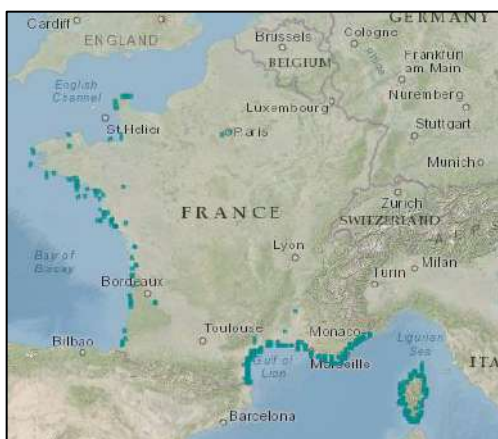 Cardiff
ENGLAND
GERMANY
Brussels
Cologne
BELGIUM
Frankfurt
am Main
English
Channel
Luxembourg
Nuremberg
St.Helier
Paris
Stuttgart
Munich
FRANCE
Zurich
SWITZERLAND
Lyon
Bay of
Biscay
Turin
Milan
Bordeaux
Toulouse
Monaco
Ligurian
Sea
Bilbao
Gulf of
Lion
Marseille
ITA
Barcelona